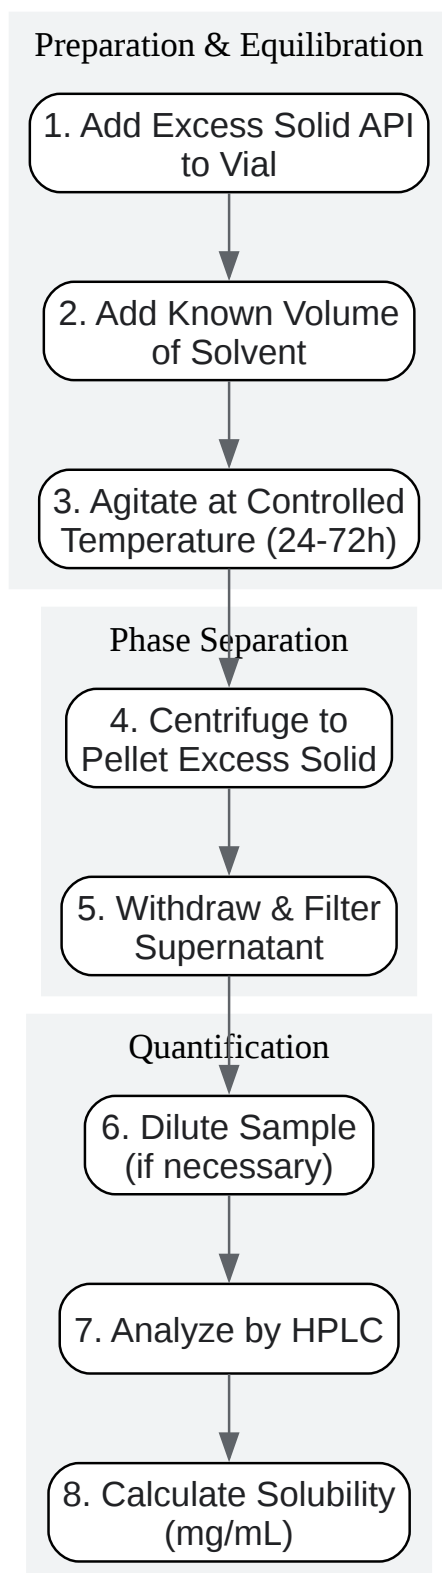 Preparation & Equilibration
1. Add Excess Solid API
to Vial
2. Add Known Volume
of Solvent
3. Agitate at Controlled
Temperature (24-72h)
Phase Separation
4. Centrifuge to
Pellet Excess Solid
5. Withdraw & Filter
Supernatant
Quantification
6. Dilute Sample
(if necessary)
7. Analyze by HPLC
8. Calculate Solubility
(mg/mL)